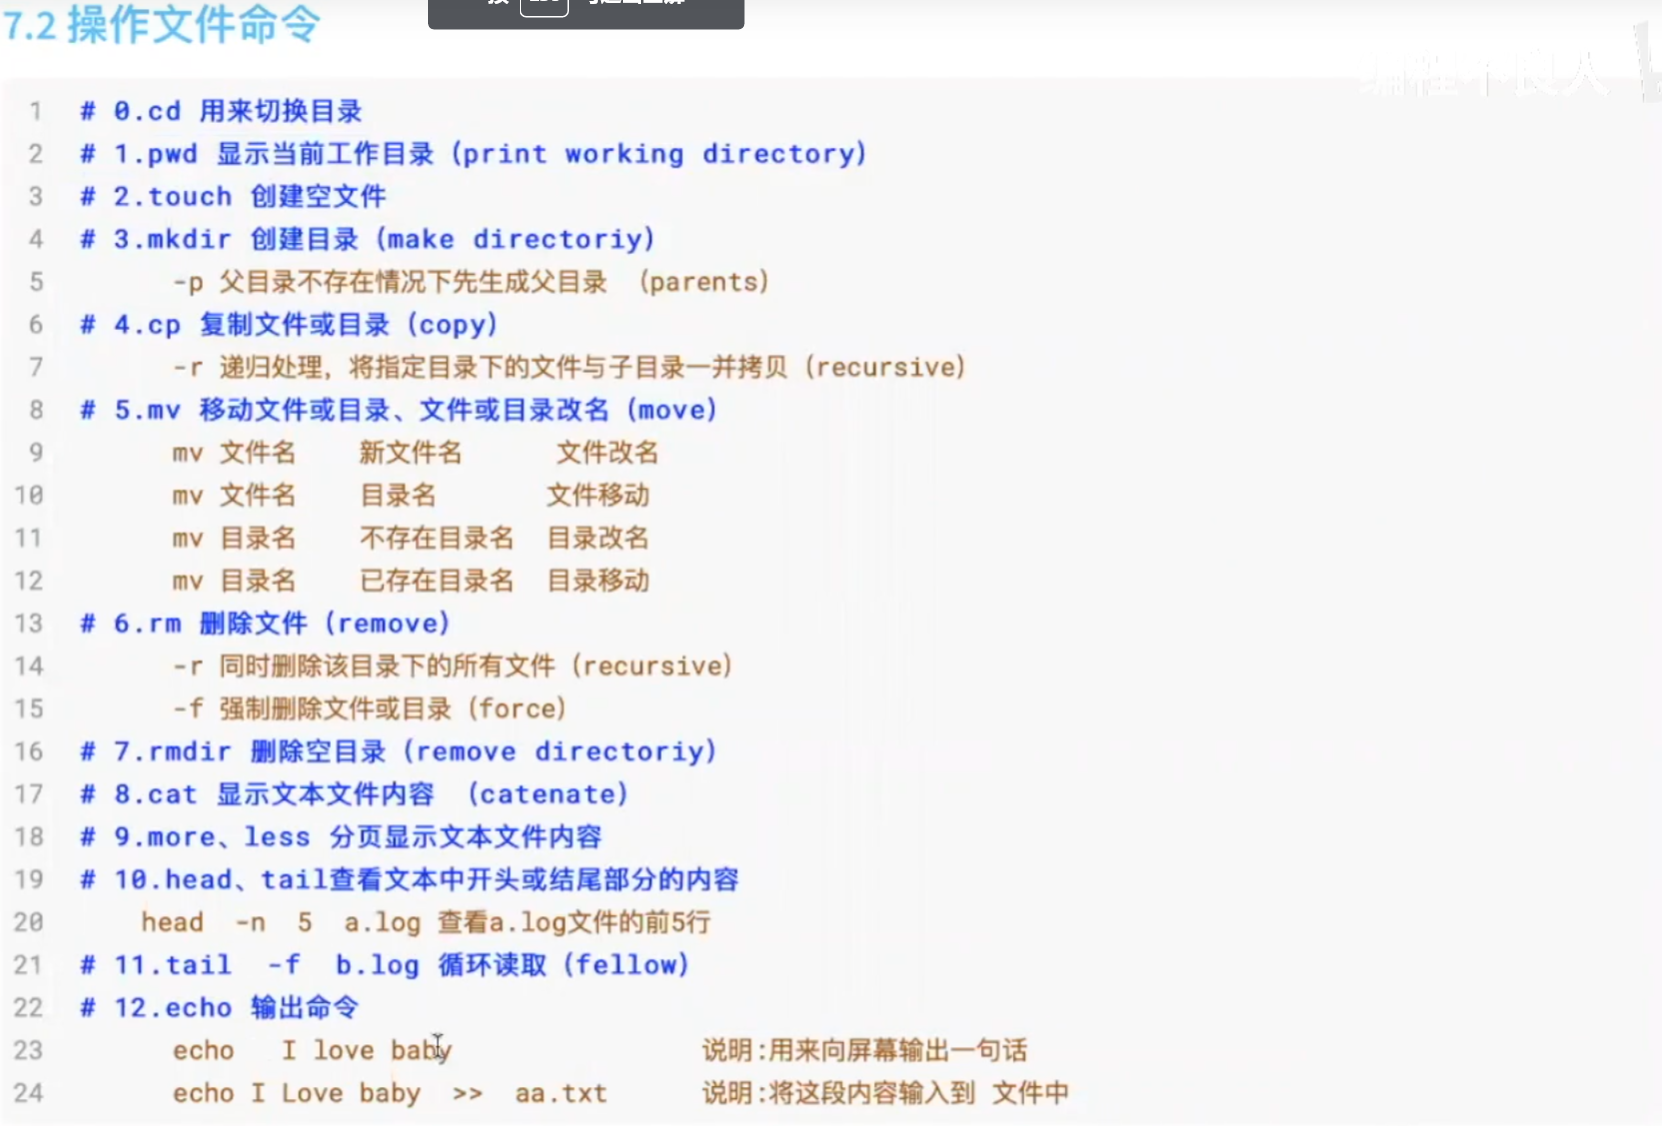 7.2 操作文件命令
编程不良人
1 # 0.cd 用来切换目录
2 # 1.pwd 显示当前工作目录 (print working directory)
3 # 2.touch 创建空文件
4 # 3.mkdir 创建目录 (make directoriy)
5 -p 父目录不存在情况下先生成父目录 (parents)
6 # 4.cp 复制文件或目录 (copy)
7 -r 递归处理，将指定目录下的文件与子目录一并拷贝 (recursive)
8 # 5.mv 移动文件或目录、文件或目录改名 (move)
9 mv 文件名 新文件名 文件改名
10 mv 文件名 目录名 文件移动
11 mv 目录名 不存在目录名 目录改名
12 mv 目录名 已存在目录名 目录移动
13 # 6.rm 删除文件 (remove)
14 -r 同时删除该目录下的所有文件 (recursive)
15 -f 强制删除文件或目录 (force)
16 # 7.rmdir 删除空目录 (remove directoriy)
17 # 8.cat 显示文本文件内容 (catenate)
18 # 9.more、less 分页显示文本文件内容
19 # 10.head、tail查看文本中开头或结尾部分的内容
20 head -n 5 a.log 查看a.log文件的前5行
21 # 11.tail -f b.log 循环读取 (fellow)
22 # 12.echo 输出命令
23 echo I love baby 说明:用来向屏幕输出一句话
24 echo I Love baby >> aa.txt 说明:将这段内容输入到 文件中